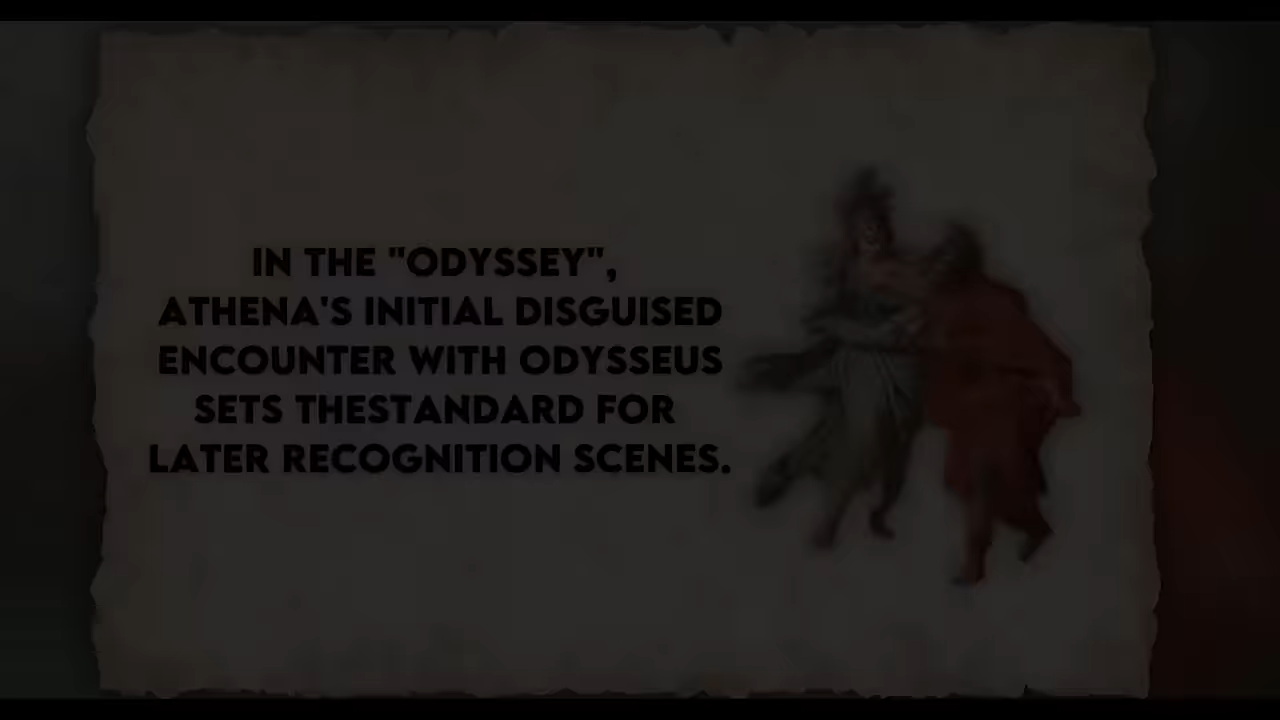 IN THE "ODYSSEY",
ATHENA'S INITIAL DISGUISED
ENCOUNTER WITH ODYSSEUS
SETS THESTANDARD FOR
LATER RECOGNITION SCENES.